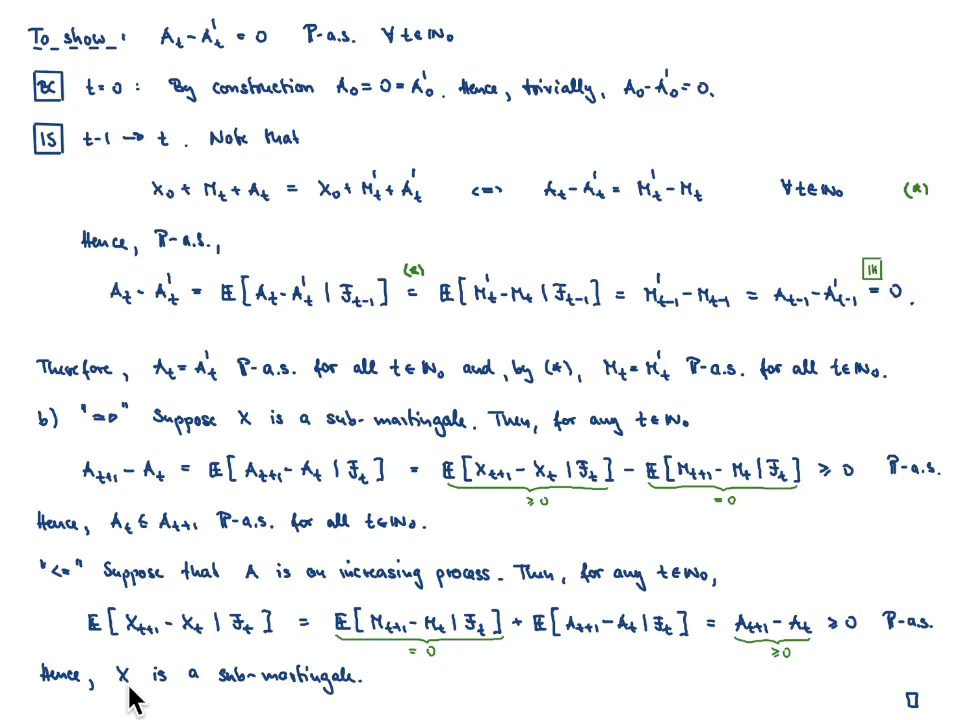 To show: A_t - A'_t = 0 P-a.s. ∀ t ∈ ℕ₀
BC t=0: By construction A₀ = 0 = A'₀. Hence, trivially, A₀ - A'₀ = 0.
IS t-1 → t. Note that
X₀ + M_t + A_t = X₀ + M'_t + A'_t <=> A_t - A'_t = M'_t - M_t ∀ t ∈ ℕ₀ (*)
Hence, P-a.s.,
A_t - A'_t = 𝔼[A_t - A'_t | ℱ_{t-1}] (*)= 𝔼[M'_t - M_t | ℱ_{t-1}] = M'_{t-1} - M_{t-1} = A_{t-1} - A'_{t-1} IH= 0.
Therefore, A_t = A'_t P-a.s. for all t ∈ ℕ₀ and, by (*), M_t = M'_t P-a.s. for all t ∈ ℕ₀.
b) "=>" Suppose X is a sub-martingale. Then, for any t ∈ ℕ₀
A_{t+1} - A_t = 𝔼[A_{t+1} - A_t | ℱ_t] = 𝔼[X_{t+1} - X_t | ℱ_t] - 𝔼[M_{t+1} - M_t | ℱ_t] ≥ 0 P-a.s.
≥ 0 = 0
Hence, A_t ≤ A_{t+1} P-a.s. for all t ∈ ℕ₀.
"<=" Suppose that A is an increasing process. Then, for any t ∈ ℕ₀,
𝔼[X_{t+1} - X_t | ℱ_t] = 𝔼[M_{t+1} - M_t | ℱ_t] + 𝔼[A_{t+1} - A_t | ℱ_t] = A_{t+1} - A_t ≥ 0 P-a.s.
= 0 ≥ 0
Hence, X is a sub-martingale.
□